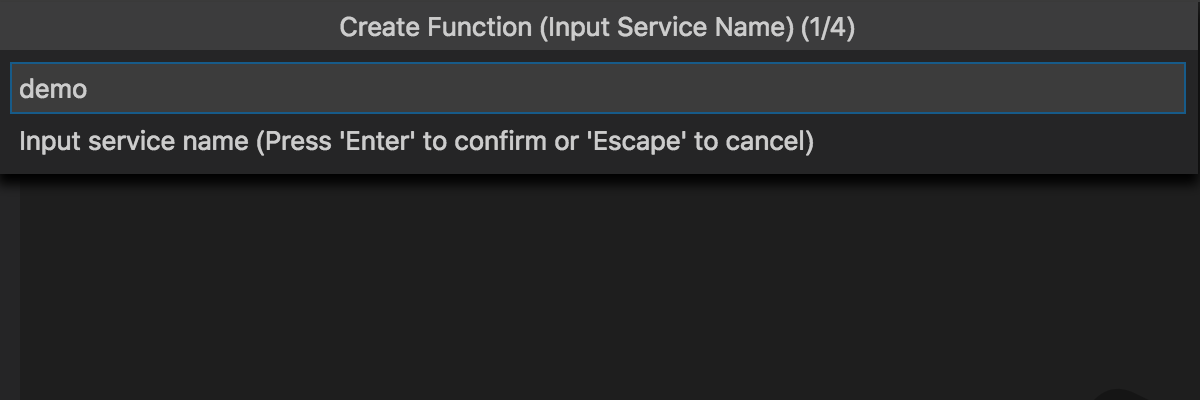 Create Function (Input Service Name) (1/4)
demo
Input service name (Press 'Enter' to confirm or 'Escape' to cancel)